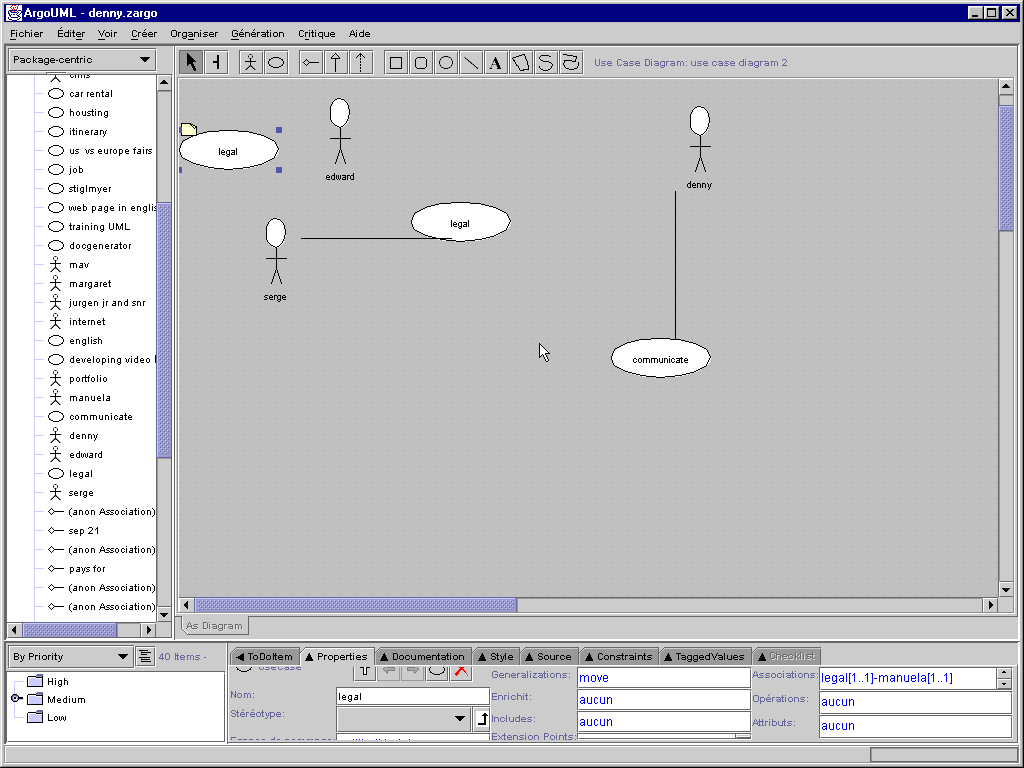 ArgoUML - denny.zargo
Fichier Éditer Voir Créer Organiser Génération Critique Aide
Package-centric
Use Case Diagram: use case diagram 2
car rental
housting
itinerary
us vs europe fairs
job
stiglmyer
web page in englis
training UML
docgenerator
mav
margaret
jurgen jr and snr
internet
english
developing video
portfolio
manuela
communicate
denny
edward
legal
serge
(anon Association)
sep 21
(anon Association)
pays for
(anon Association)
(anon Association)
legal
edward
denny
legal
serge
communicate
As Diagram
By Priority
40 Items -
High
Medium
Low
ToDoItem Properties Documentation Style Source Constraints TaggedValues Checklist
Nom:
legal
Stéréotype:
Generalizations:
move
Enrichit:
aucun
Includes:
aucun
Extension Points:
Associations:
legal[1..1]-manuela[1..1]
Opérations:
aucun
Attributs:
aucun